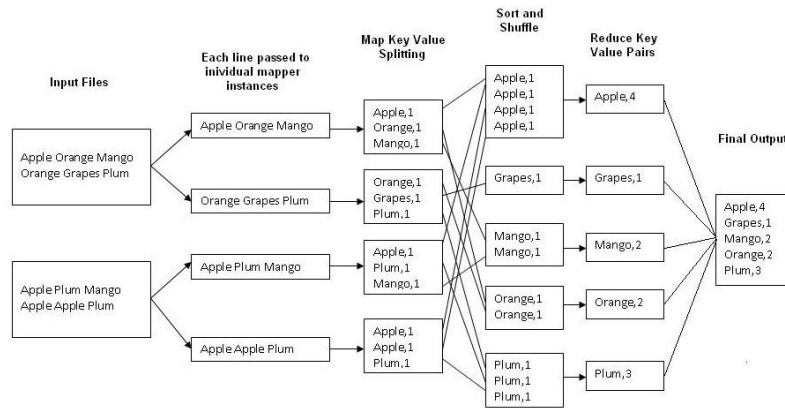 Input Files
Each line passed to
inividual mapper
instances
Map Key Value
Splitting
Sort and
Shuffle
Reduce Key
Value Pairs
Final Output
Apple Orange Mango
Orange Grapes Plum
Apple Plum Mango
Apple Apple Plum
Apple Orange Mango
Orange Grapes Plum
Apple Plum Mango
Apple Apple Plum
Apple,1
Orange,1
Mango,1
Orange,1
Grapes,1
Plum,1
Apple,1
Plum,1
Mango,1
Apple,1
Apple,1
Plum,1
Apple,1
Apple,1
Apple,1
Apple,1
Grapes,1
Mango,1
Mango,1
Orange,1
Orange,1
Plum,1
Plum,1
Plum,1
Apple,4
Grapes,1
Mango,2
Orange,2
Plum,3
Apple,4
Grapes,1
Mango,2
Orange,2
Plum,3